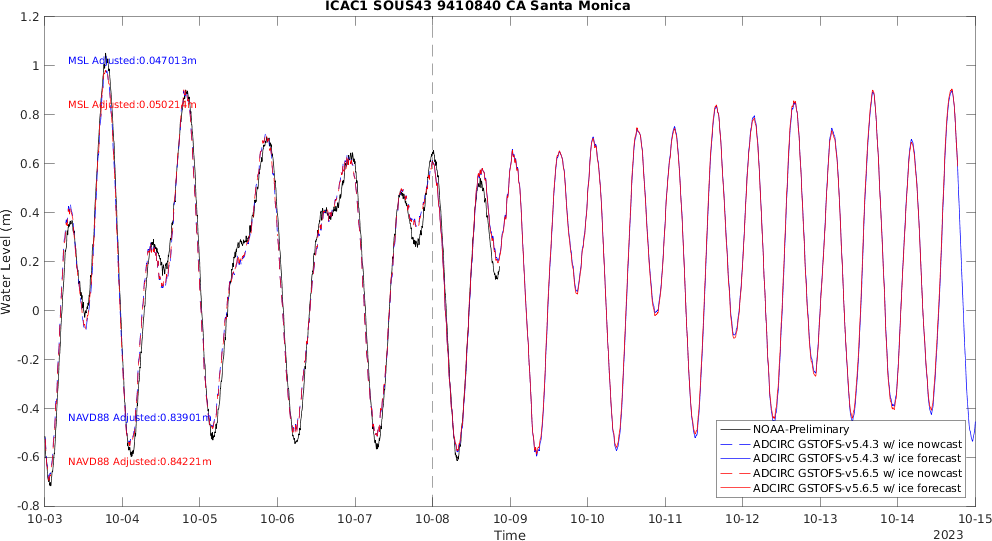 ICAC1 SOUS43 9410840 CA Santa Monica
1.2
1
0.8
0.6
0.4
0.2
0
-0.2
-0.4
-0.6
-0.8
Water Level (m)
MSL Adjusted:0.047013m
MSL Adjusted:0.050214m
NAVD88 Adjusted:0.83901m
NAVD88 Adjusted:0.84221m
NOAA-Preliminary
ADCIRC GSTOFS-v5.4.3 w/ ice nowcast
ADCIRC GSTOFS-v5.4.3 w/ ice forecast
ADCIRC GSTOFS-v5.6.5 w/ ice nowcast
ADCIRC GSTOFS-v5.6.5 w/ ice forecast
10-03 10-04 10-05 10-06 10-07 10-08 10-09 10-10 10-11 10-12 10-13 10-14 10-15
Time
2023